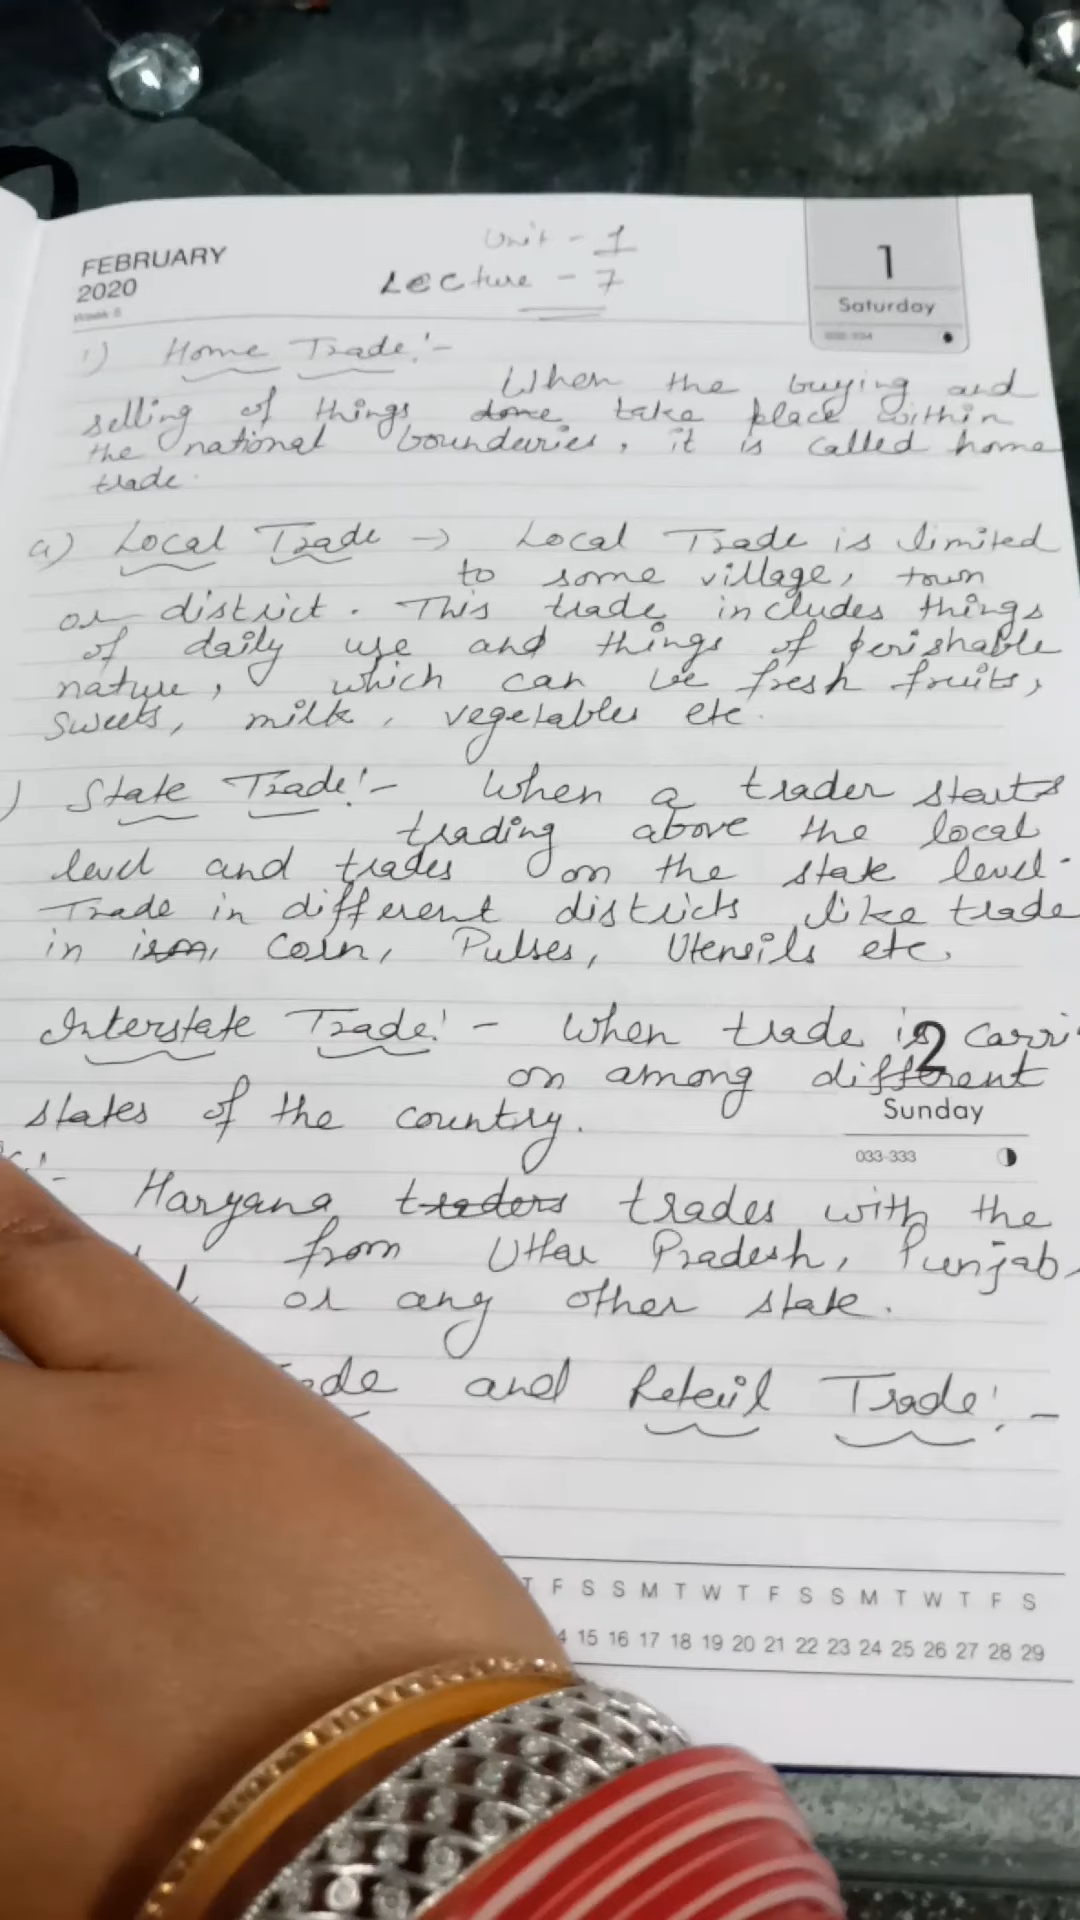 FEBRUARY
2020
Week 5
1
Saturday
032-334
Unit - 1
Lecture - 7
1) Home Trade:-
When the buying and
selling of things done take place within
the national bounderies, it is called home
trade.
a) Local Trade → Local Trade is limited
to some village, town
or district. This trade includes things
of daily use and things of perishable
nature, which can be fresh fruits,
sweets, milk, vegetables etc.
) State Trade:- When a trader starts
trading above the local
level and trades on the state level.
Trade in different districts like trade
in Corn, Pulses, Utensils etc.
Interstate Trade:- When trade is carri
on among different
states of the country.
2
Sunday
033-333
Haryana traders trades with the
from Uttar Pradesh, Punjab
or any other state.
ade and Retail Trade:-
T F S S M T W T F S S M T W T F S
4 15 16 17 18 19 20 21 22 23 24 25 26 27 28 29